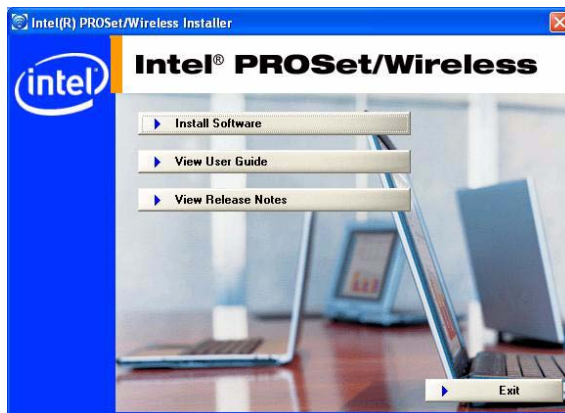 Intel(R) PROSet/Wireless Installer
intel
Intel® PROSet/Wireless
Install Software
View User Guide
View Release Notes
Exit